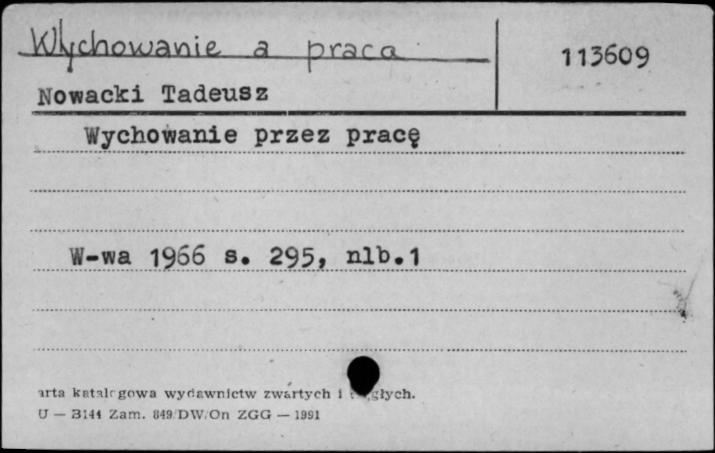 Wychowanie a praca
113609
Nowacki Tadeusz
Wychowanie przez pracę
W-wa 1966 s. 295, nlb.1
arta katalogowa wydawnictw zwartych i
U — B144 Zam. 849/DW/On ZGG — 1991